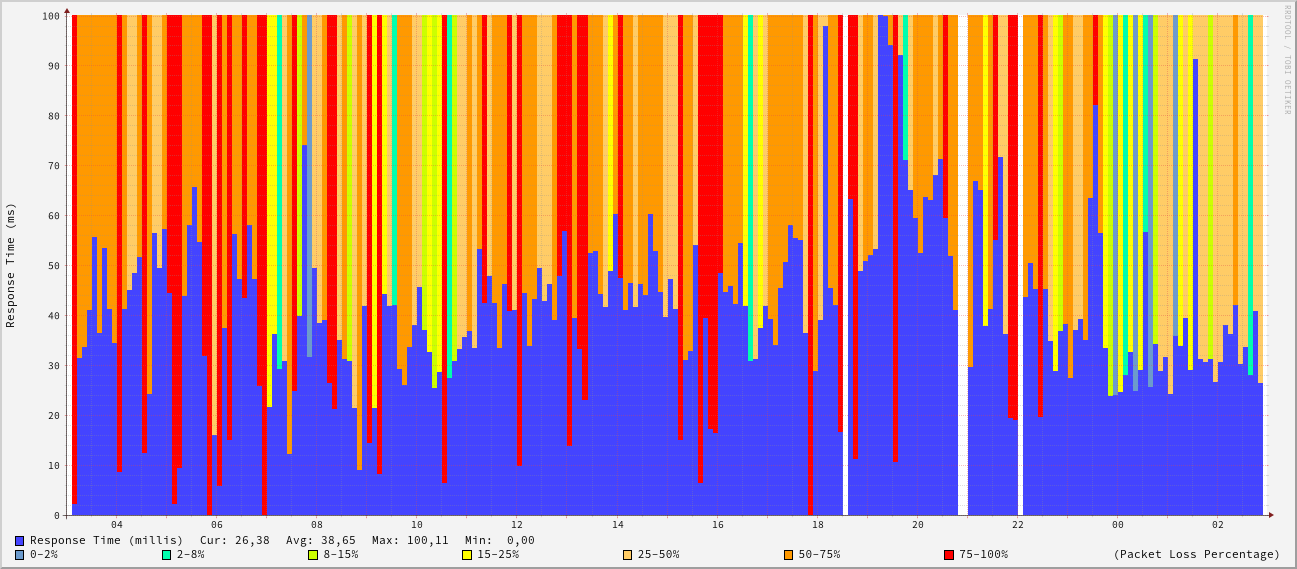 RRDTOOL / TOBI OETIKER
Response Time (ms)
100
90
80
70
60
50
40
30
20
10
0
04 06 08 10 12 14 16 18 20 22 00 02
Response Time (millis) Cur: 26,38 Avg: 38,65 Max: 100,11 Min: 0,00
0-2% 2-8% 8-15% 15-25% 25-50% 50-75% 75-100% (Packet Loss Percentage)